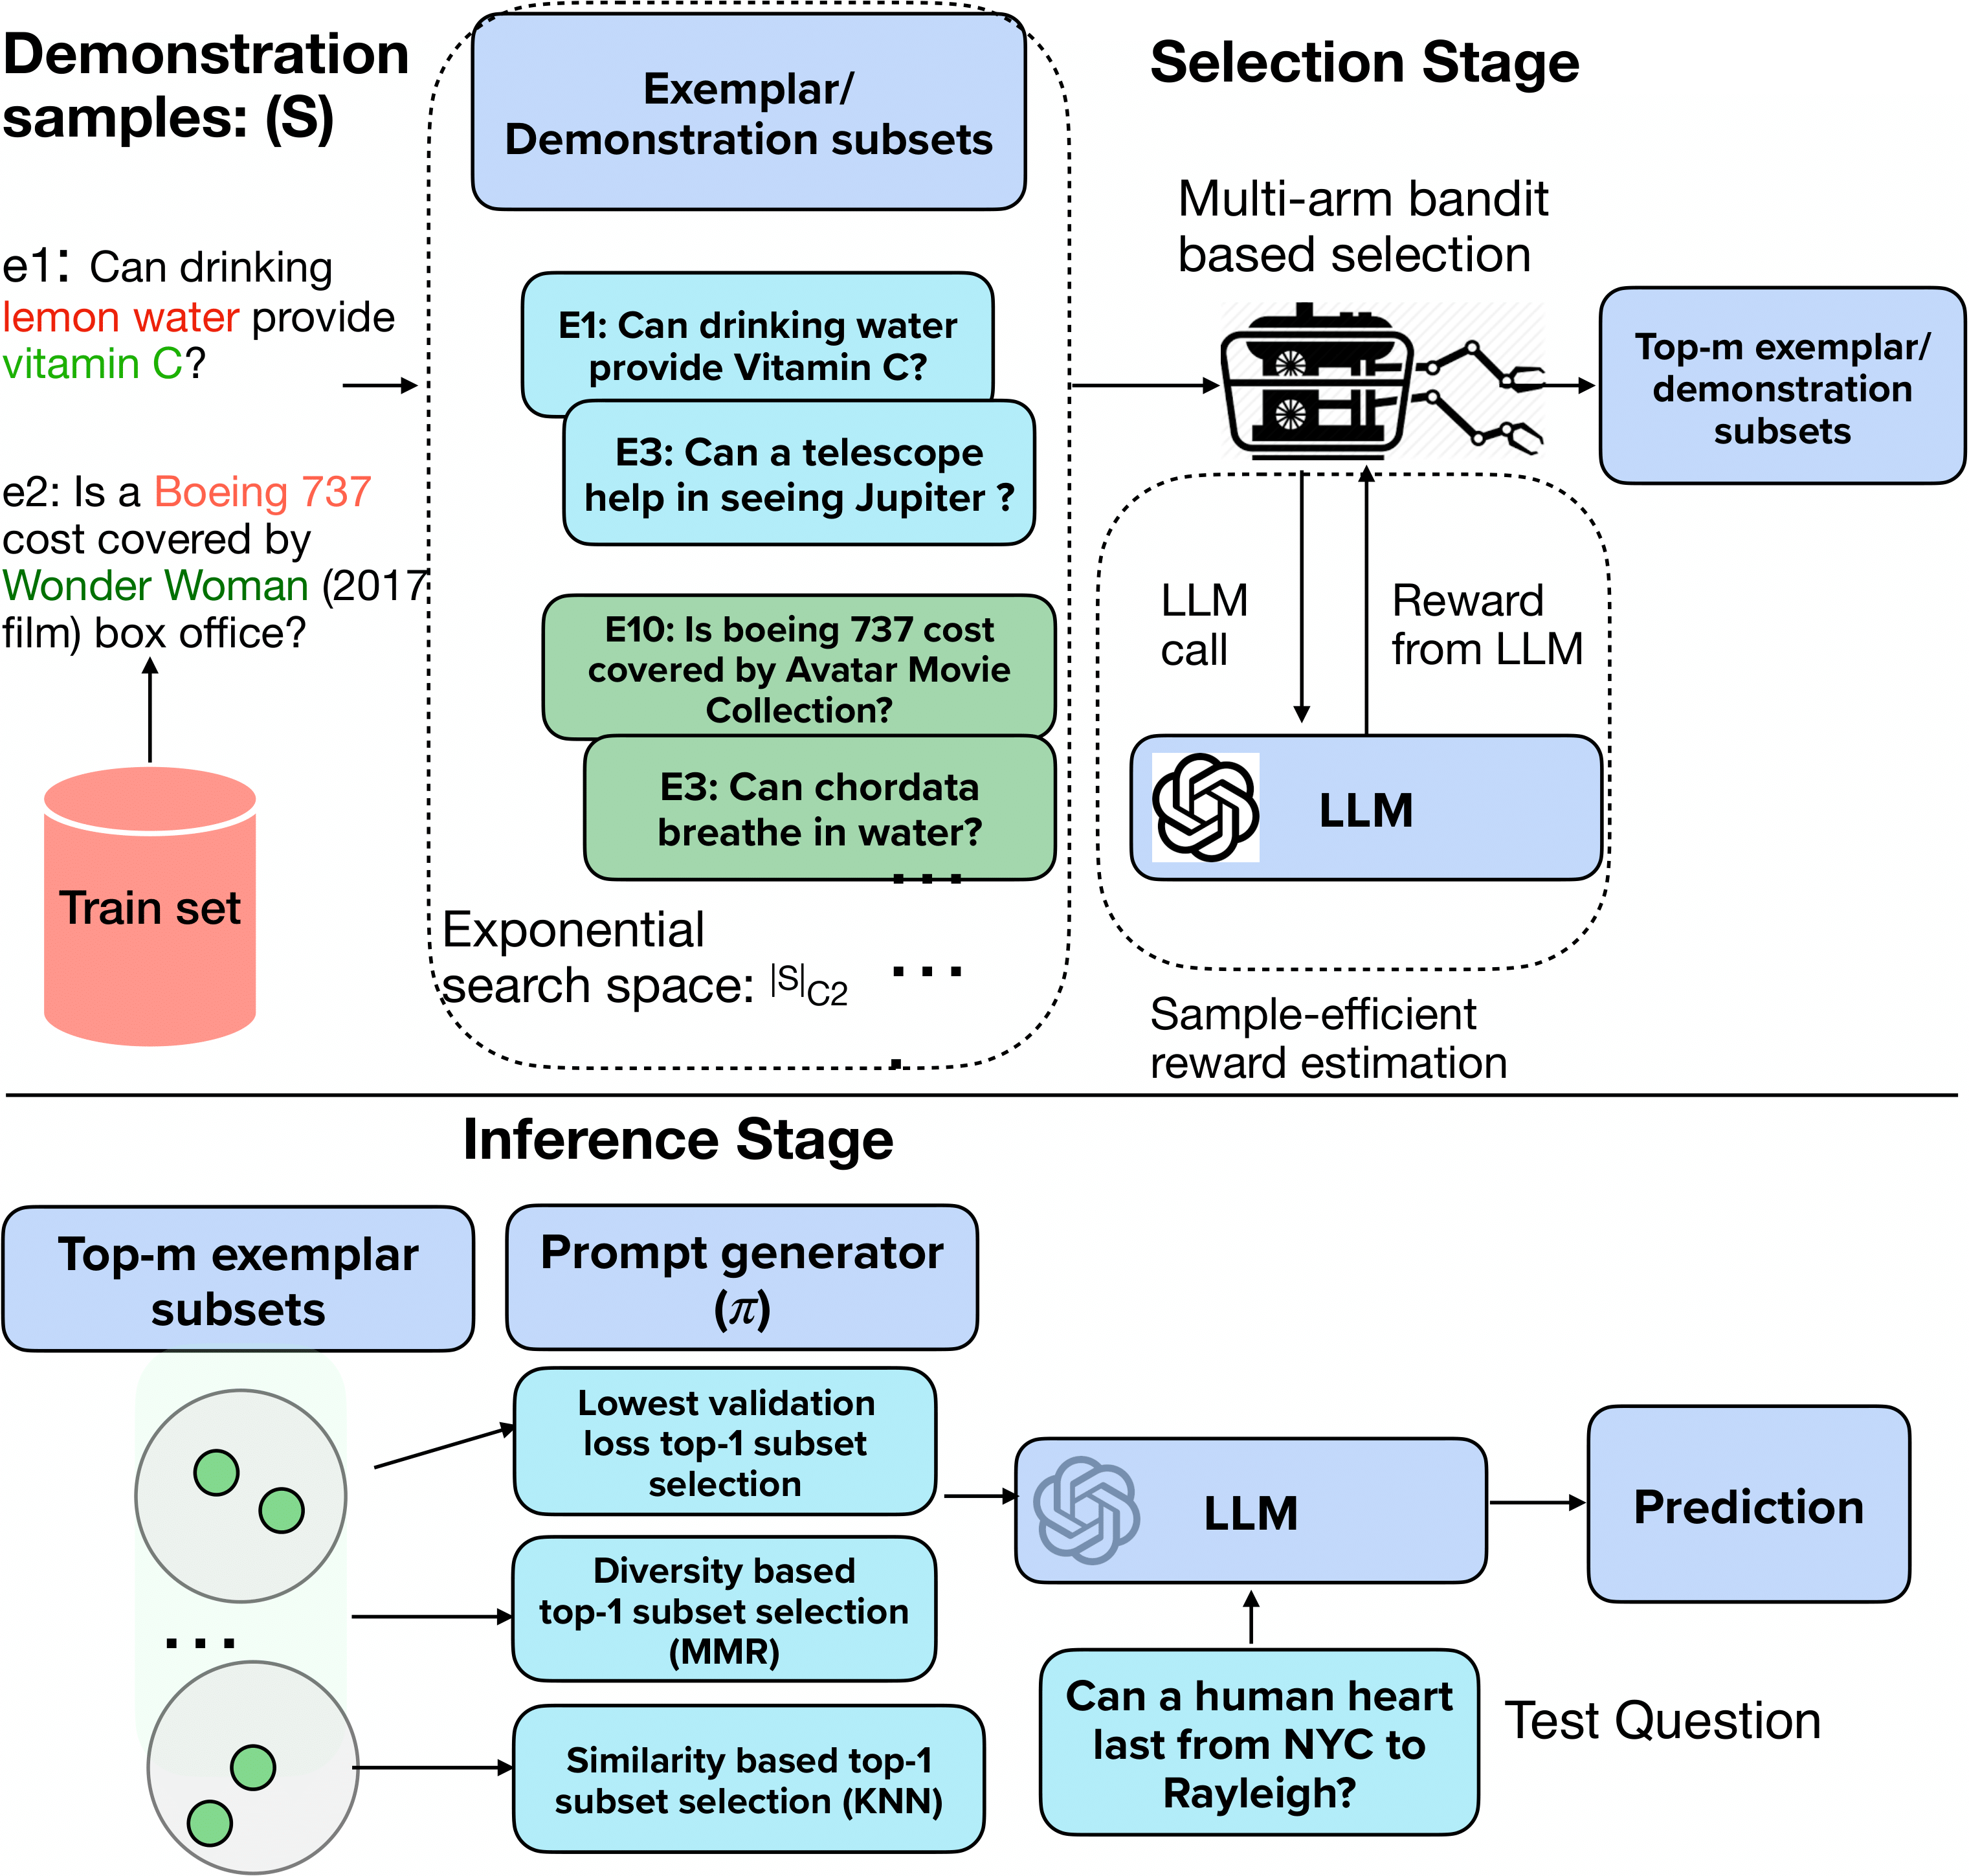 Demonstration
samples: (S)
e1: Can drinking
lemon water provide
vitamin C?
e2: Is a Boeing 737
cost covered by
Wonder Woman (2017
film) box office?
Train set
Exemplar/
Demonstration subsets
E1: Can drinking water
provide Vitamin C?
E3: Can a telescope
help in seeing Jupiter ?
E10: Is boeing 737 cost
covered by Avatar Movie
Collection?
E3: Can chordata
breathe in water?
...
Exponential
search space: |S|C2
...
.
Selection Stage
Multi-arm bandit
based selection
Top-m exemplar/
demonstration
subsets
LLM
call
Reward
from LLM
LLM
Sample-efficient
reward estimation
Inference Stage
Top-m exemplar
subsets
...
Prompt generator
(π)
Lowest validation
loss top-1 subset
selection
Diversity based
top-1 subset selection
(MMR)
Similarity based top-1
subset selection (KNN)
LLM
Prediction
Can a human heart
last from NYC to
Rayleigh?
Test Question